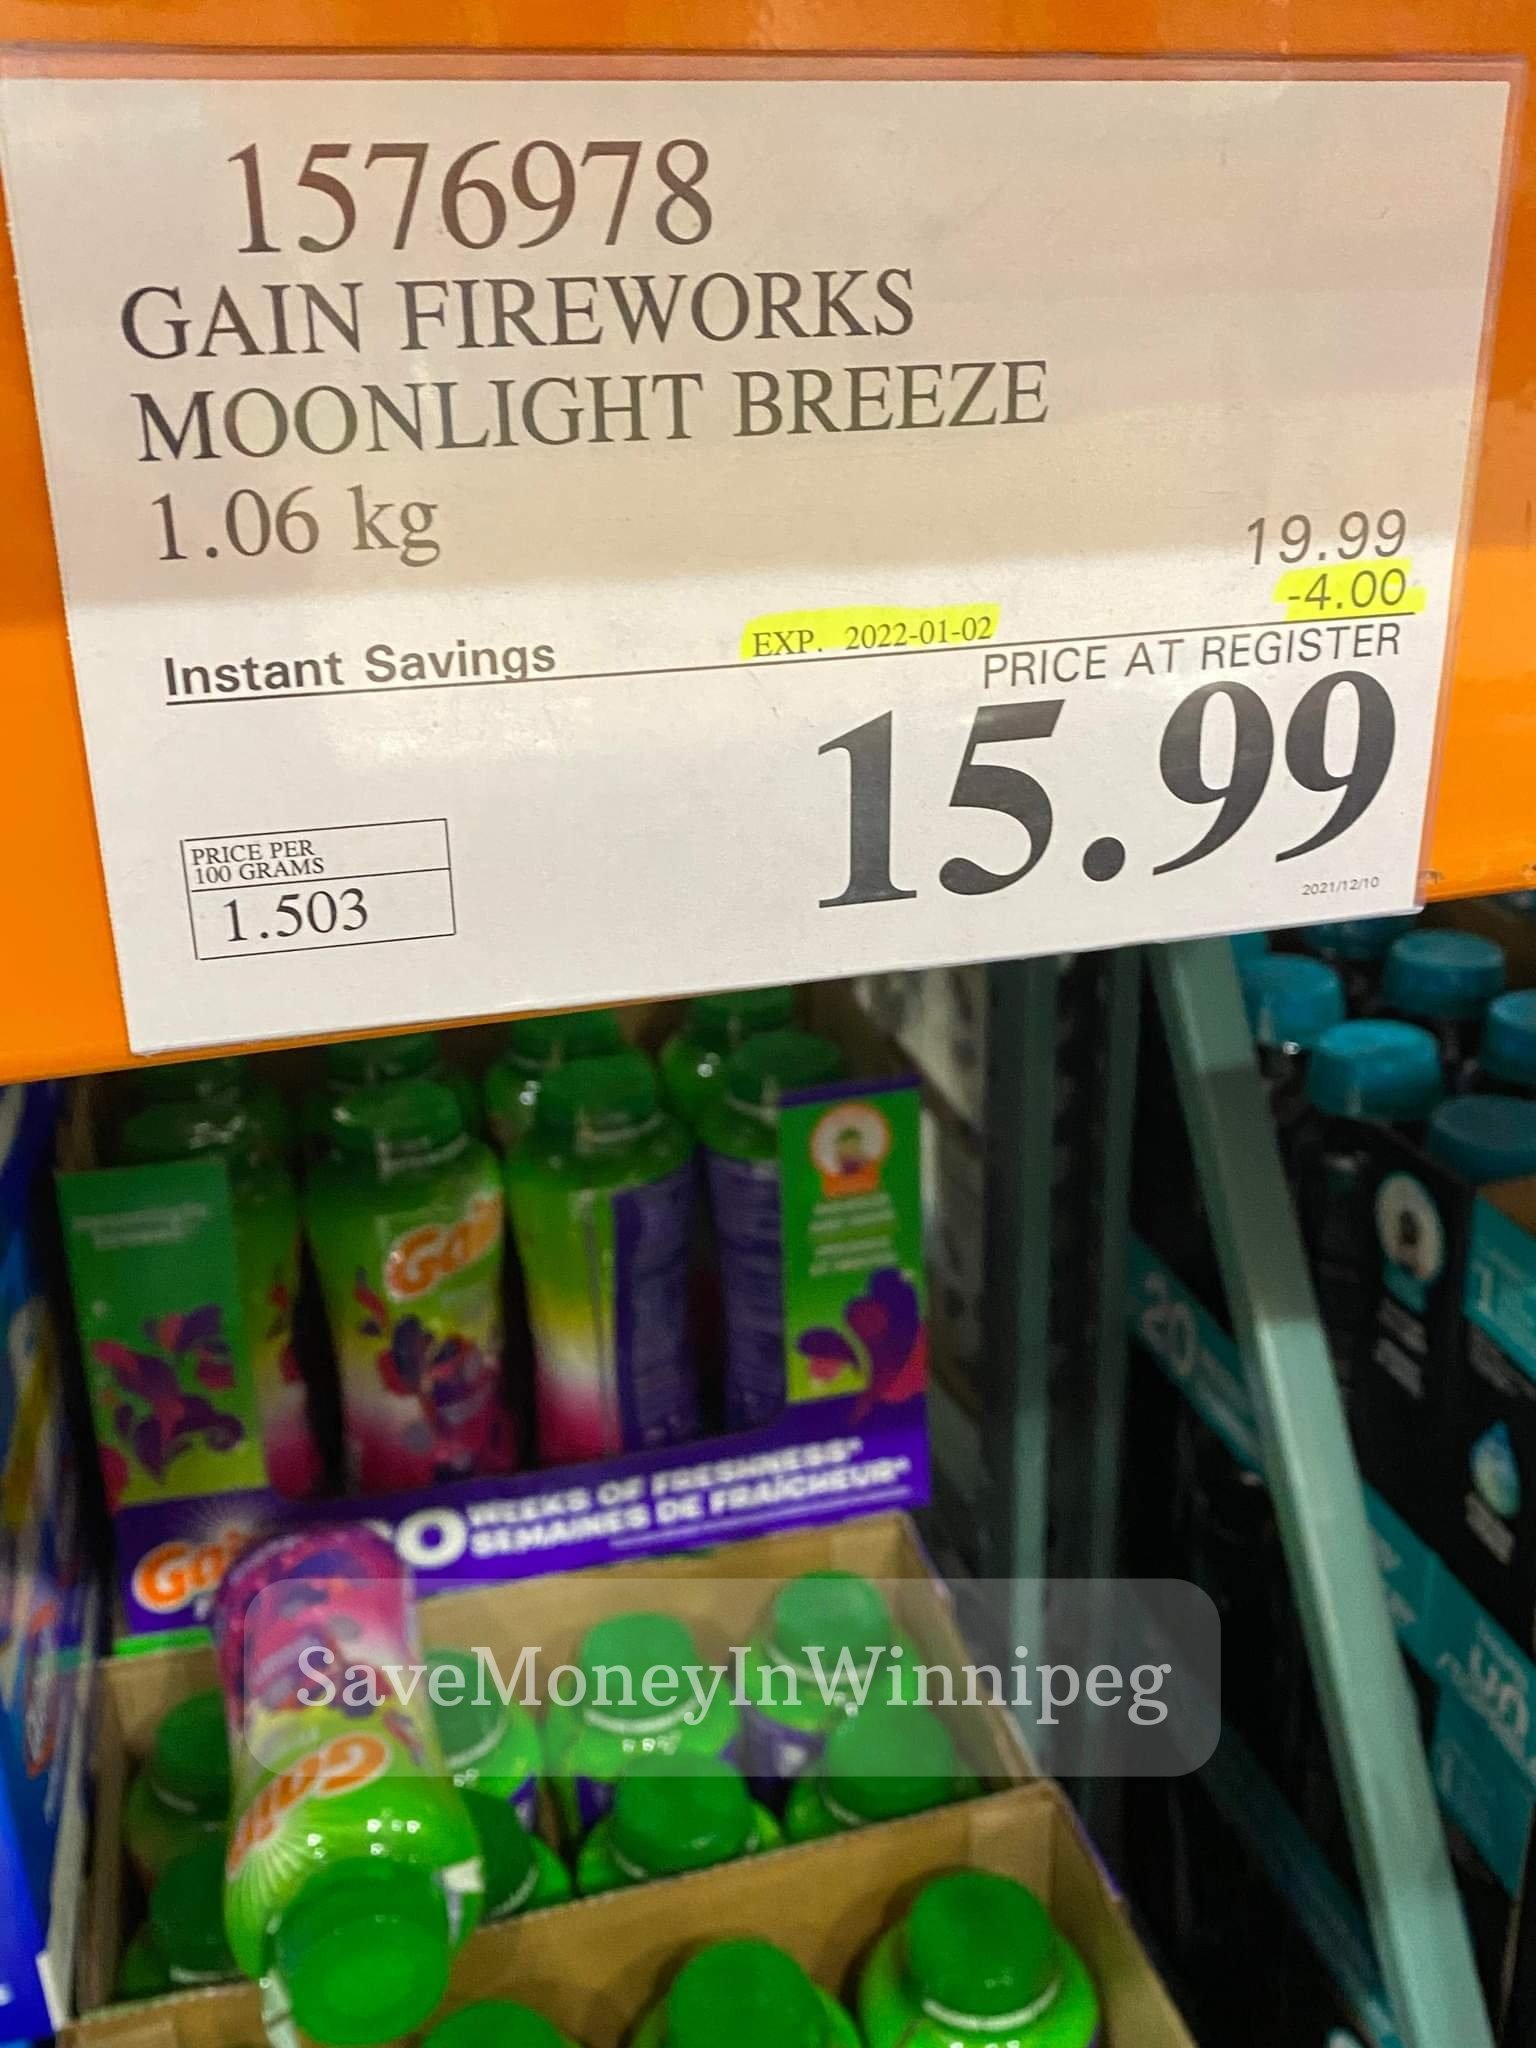 1576978
GAIN FIREWORKS
MOONLIGHT BREEZE
1.06 kg
19.99
-4.00
Instant Savings EXP. 2022-01-02
PRICE AT REGISTER
15.99
PRICE PER
100 GRAMS
1.503
2021/12/10
Gain
WEEKS OF FRESHNESS*
SEMAINES DE FRAÎCHEUR*
SaveMoneyInWinnipeg
Gain